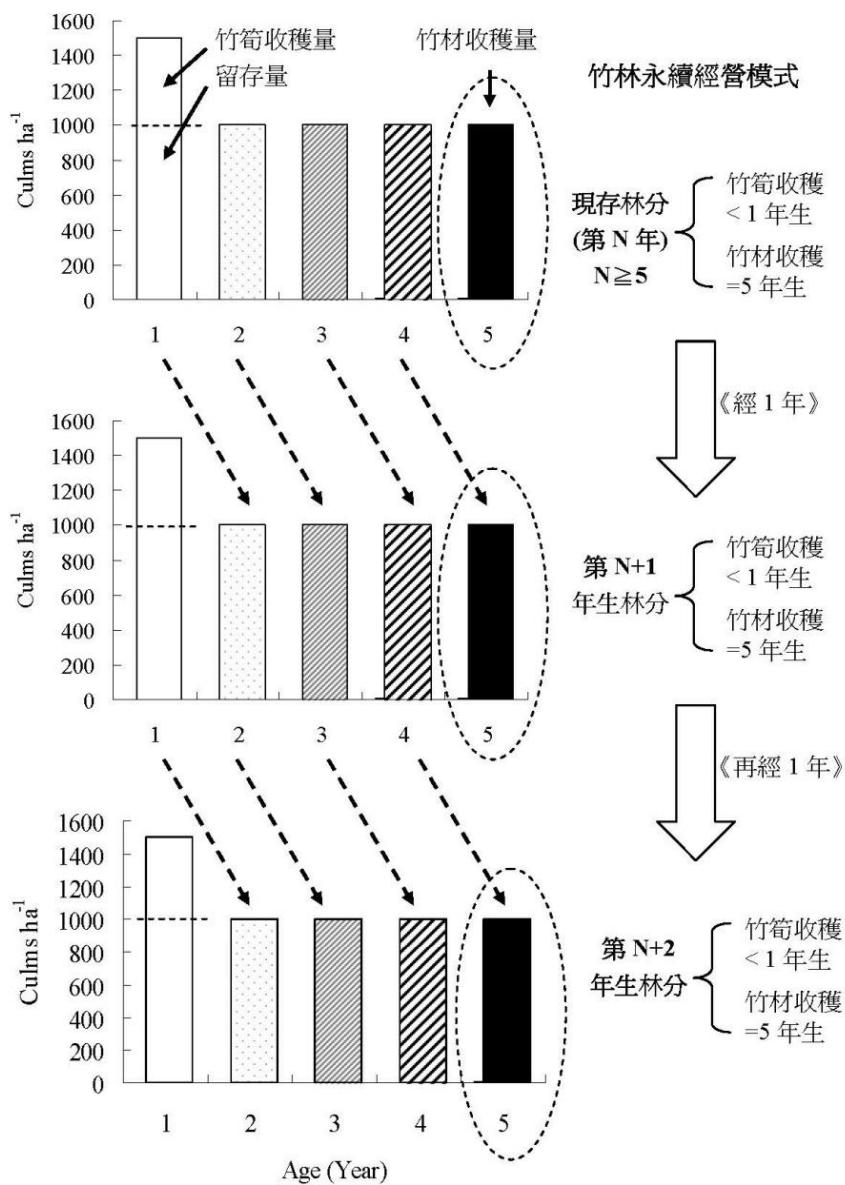 竹林永續經營模式
竹筍收穫量
留存量
竹材收穫量
Culms ha⁻¹
1600
1400
1200
1000
800
600
400
200
0
1 2 3 4 5
現存林分
(第 N 年)
N≧5
竹筍收穫
< 1 年生
竹材收穫
=5 年生
《經 1 年》
Culms ha⁻¹
1600
1400
1200
1000
800
600
400
200
0
1 2 3 4 5
第 N+1
年生林分
竹筍收穫
< 1 年生
竹材收穫
=5 年生
《再經 1 年》
Culms ha⁻¹
1600
1400
1200
1000
800
600
400
200
0
1 2 3 4 5
Age (Year)
第 N+2
年生林分
竹筍收穫
< 1 年生
竹材收穫
=5 年生